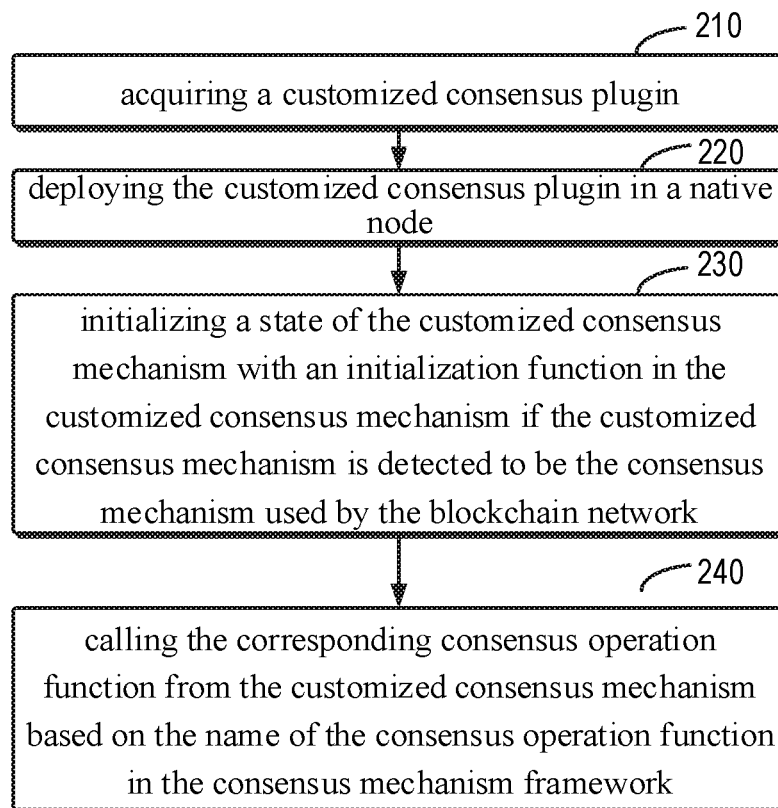 210
acquiring a customized consensus plugin
220
deploying the customized consensus plugin in a native
node
230
initializing a state of the customized consensus
mechanism with an initialization function in the
customized consensus mechanism if the customized
consensus mechanism is detected to be the consensus
mechanism used by the blockchain network
240
calling the corresponding consensus operation
function from the customized consensus mechanism
based on the name of the consensus operation function
in the consensus mechanism framework